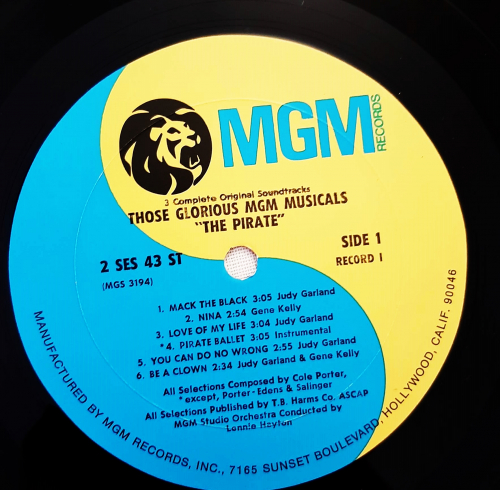 MGM RECORDS
3 Complete Original Soundtracks
THOSE GLORIOUS MGM MUSICALS
"THE PIRATE"
2 SES 43 ST
(MGS 3194)
SIDE 1
RECORD I
1. MACK THE BLACK 3:05 Judy Garland
2. NINA 2:54 Gene Kelly
3. LOVE OF MY LIFE 3:04 Judy Garland
*4. PIRATE BALLET 3:05 Instrumental
5. YOU CAN DO NO WRONG 2:55 Judy Garland
6. BE A CLOWN 2:34 Judy Garland & Gene Kelly
All Selections Composed by Cole Porter,
*except, Porter-Edens & Salinger
All Selections Published by T.B. Harms Co. ASCAP
MGM Studio Orchestra Conducted by
Lennie Hayton
MANUFACTURED BY MGM RECORDS, INC., 7165 SUNSET BOULEVARD, HOLLYWOOD, CALIF. 90046